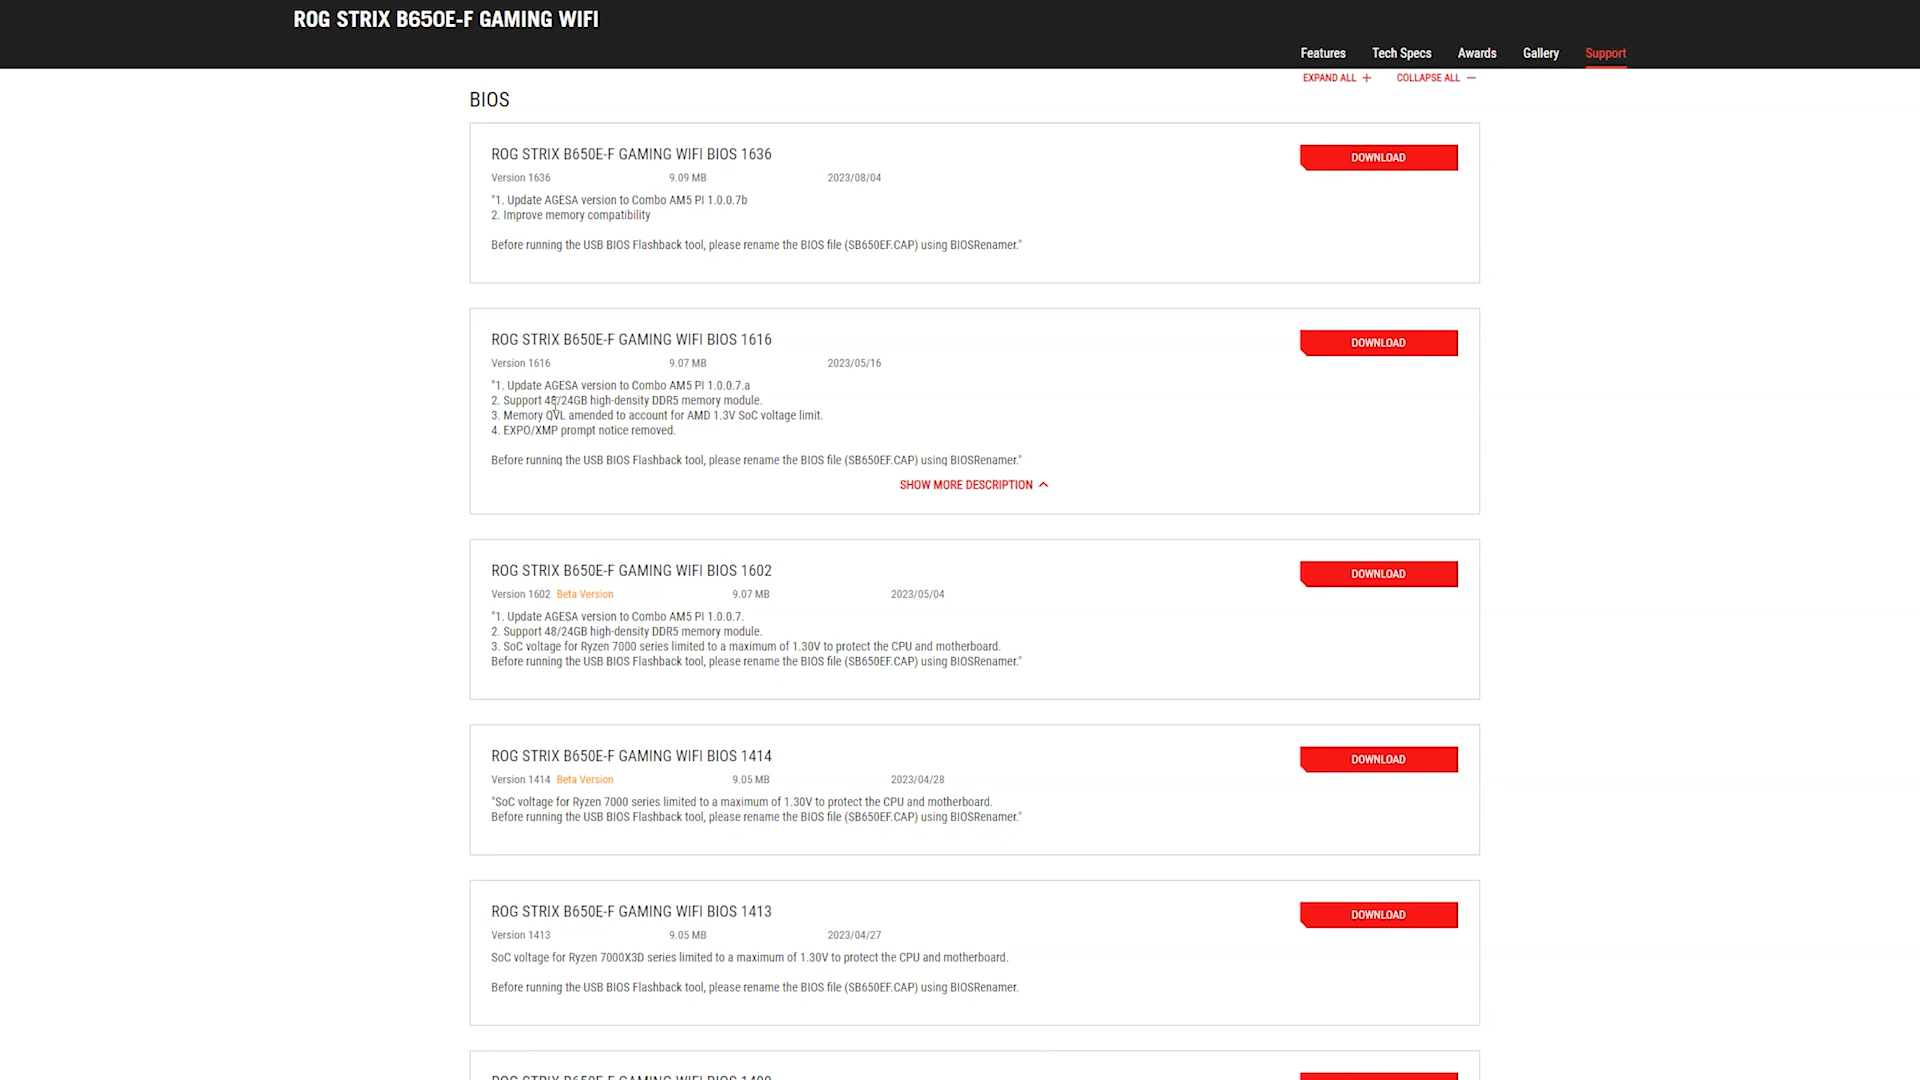 ROG STRIX B650E-F GAMING WIFI
Features Tech Specs Awards Gallery Support
EXPAND ALL + COLLAPSE ALL −
BIOS
ROG STRIX B650E-F GAMING WIFI BIOS 1636
DOWNLOAD
Version 1636 9.09 MB 2023/08/04
"1. Update AGESA version to Combo AM5 PI 1.0.0.7b
2. Improve memory compatibility
Before running the USB BIOS Flashback tool, please rename the BIOS file (SB650EF.CAP) using BIOSRenamer."
ROG STRIX B650E-F GAMING WIFI BIOS 1616
DOWNLOAD
Version 1616 9.07 MB 2023/05/16
"1. Update AGESA version to Combo AM5 PI 1.0.0.7.a
2. Support 48/24GB high-density DDR5 memory module.
3. Memory QVL amended to account for AMD 1.3V SoC voltage limit.
4. EXPO/XMP prompt notice removed.
Before running the USB BIOS Flashback tool, please rename the BIOS file (SB650EF.CAP) using BIOSRenamer."
SHOW MORE DESCRIPTION
ROG STRIX B650E-F GAMING WIFI BIOS 1602
DOWNLOAD
Version 1602 Beta Version 9.07 MB 2023/05/04
"1. Update AGESA version to Combo AM5 PI 1.0.0.7.
2. Support 48/24GB high-density DDR5 memory module.
3. SoC voltage for Ryzen 7000 series limited to a maximum of 1.30V to protect the CPU and motherboard.
Before running the USB BIOS Flashback tool, please rename the BIOS file (SB650EF.CAP) using BIOSRenamer."
ROG STRIX B650E-F GAMING WIFI BIOS 1414
DOWNLOAD
Version 1414 Beta Version 9.05 MB 2023/04/28
"SoC voltage for Ryzen 7000 series limited to a maximum of 1.30V to protect the CPU and motherboard.
Before running the USB BIOS Flashback tool, please rename the BIOS file (SB650EF.CAP) using BIOSRenamer."
ROG STRIX B650E-F GAMING WIFI BIOS 1413
DOWNLOAD
Version 1413 9.05 MB 2023/04/27
SoC voltage for Ryzen 7000X3D series limited to a maximum of 1.30V to protect the CPU and motherboard.
Before running the USB BIOS Flashback tool, please rename the BIOS file (SB650EF.CAP) using BIOSRenamer.
ROG STRIX B650E-F GAMING WIFI BIOS